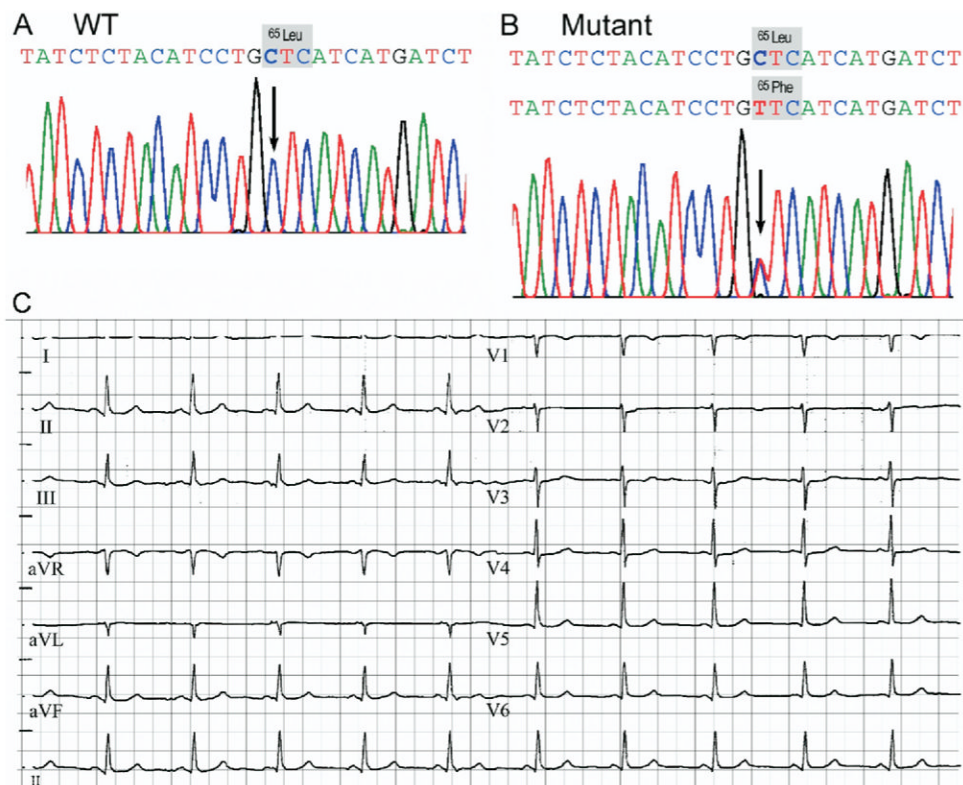 A WT
65 Leu
TATCTCTACATCCTGCTCATCATGATCT
B Mutant
65 Leu
TATCTCTACATCCTGCTCATCATGATCT
65 Phe
TATCTCTACATCCTGTTCATCATGATCT
C
I V1
II V2
III V3
aVR V4
aVL V5
aVF V6
II